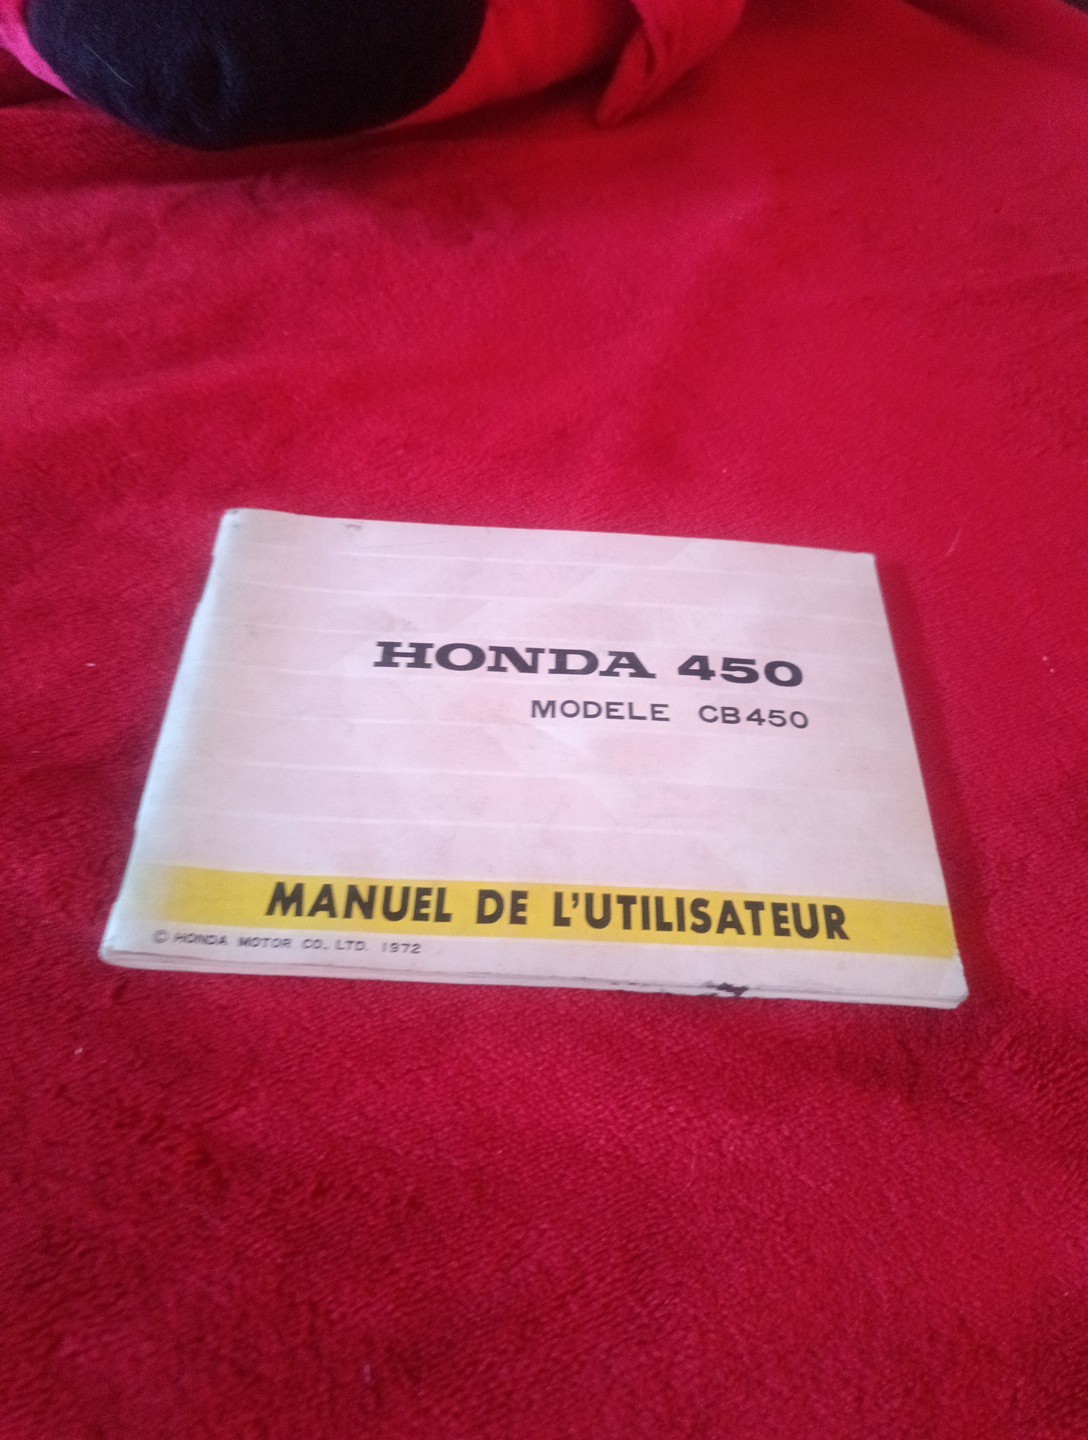 HONDA 450
MODELE CB450
MANUEL DE L'UTILISATEUR
© HONDA MOTOR CO., LTD. 1972